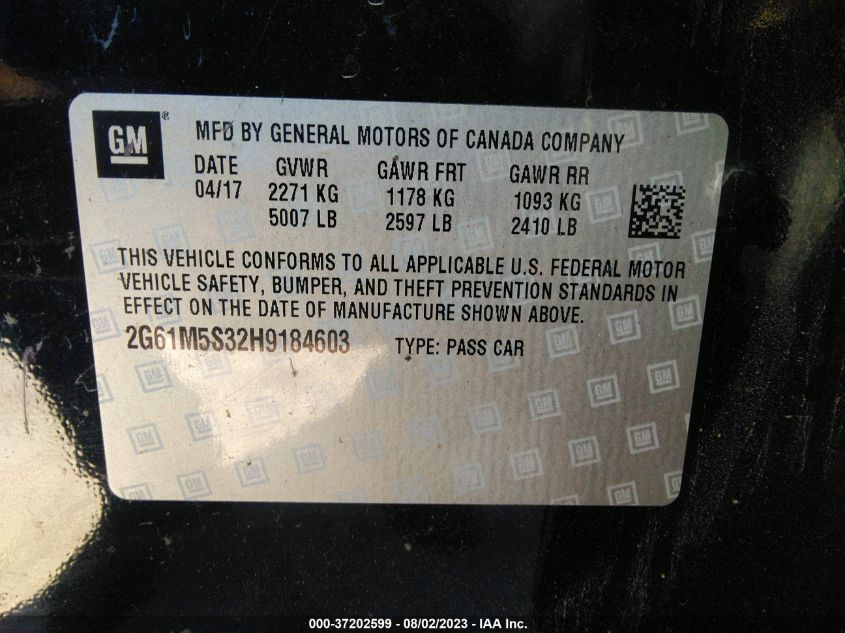 GM®
MFD BY GENERAL MOTORS OF CANADA COMPANY
DATE GVWR GAWR FRT GAWR RR
04/17 2271 KG 1178 KG 1093 KG
5007 LB 2597 LB 2410 LB
THIS VEHICLE CONFORMS TO ALL APPLICABLE U.S. FEDERAL MOTOR
VEHICLE SAFETY, BUMPER, AND THEFT PREVENTION STANDARDS IN
EFFECT ON THE DATE OF MANUFACTURE SHOWN ABOVE.
2G61M5S32H9184603 TYPE: PASS CAR
000-37202599 - 08/02/2023 - IAA Inc.